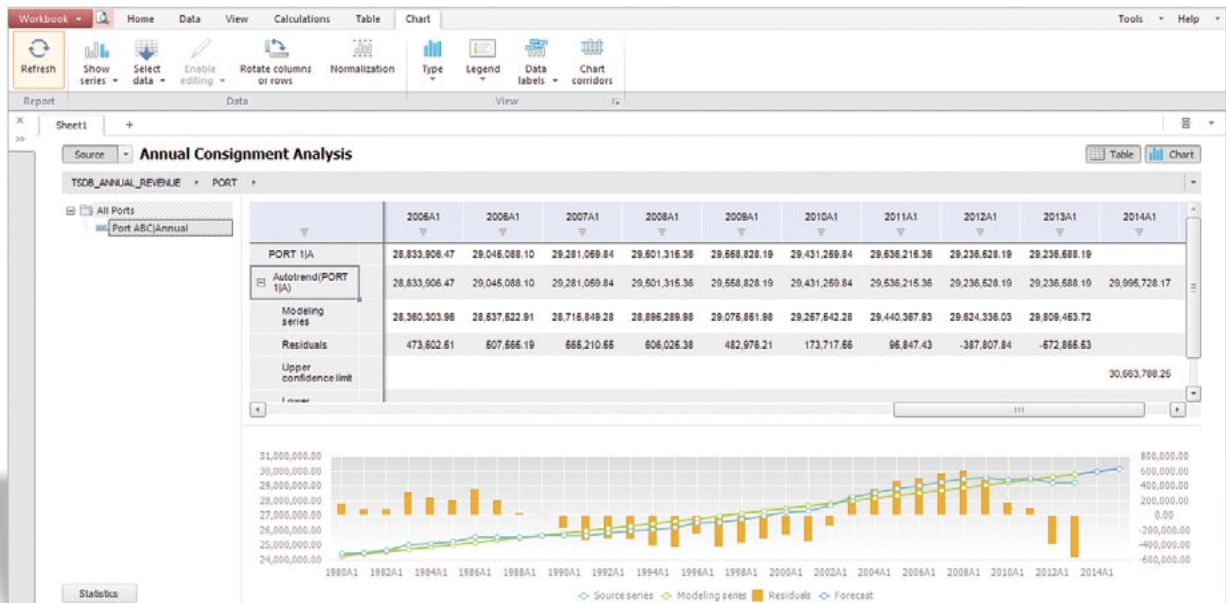 Workbook Home Data View Calculations Table Chart Tools Help
Refresh Show series Select data Enable editing Rotate columns or rows Normalization Type Legend Data labels Chart corridors
Report Data View
Sheet1 +
Source Annual Consignment Analysis Table Chart
TSDB_ANNUAL_REVENUE PORT
All Ports
Port ABC|Annual
2005A1 2006A1 2007A1 2008A1 2009A1 2010A1 2011A1 2012A1 2013A1 2014A1
PORT 1|A 28,833,906.47 29,045,088.10 29,281,059.84 29,501,315.36 29,558,828.19 29,431,259.84 29,536,215.36 29,236,528.19 29,236,588.19
Autotrend(PORT 1|A) 28,833,906.47 29,045,088.10 29,281,059.84 29,501,315.36 29,558,828.19 29,431,259.84 29,536,215.36 29,236,528.19 29,236,588.19 29,995,728.17
Modeling series 28,360,303.96 28,537,522.91 28,715,849.28 28,895,289.98 29,075,851.98 29,257,542.28 29,440,367.93 29,624,336.03 29,809,453.72
Residuals 473,602.51 507,565.19 565,210.55 606,025.38 482,976.21 173,717.56 95,847.43 -387,807.84 -572,865.53
Upper confidence limit 30,663,788.25
Lower
31,000,000.00 800,000.00
30,000,000.00 600,000.00
29,000,000.00 400,000.00
28,000,000.00 200,000.00
27,000,000.00 0.00
26,000,000.00 -200,000.00
25,000,000.00 -400,000.00
24,000,000.00 -600,000.00
1980A1 1982A1 1984A1 1986A1 1988A1 1990A1 1992A1 1994A1 1996A1 1998A1 2000A1 2002A1 2004A1 2006A1 2008A1 2010A1 2012A1 2014A1
Source series Modeling series Residuals Forecast
Statistics